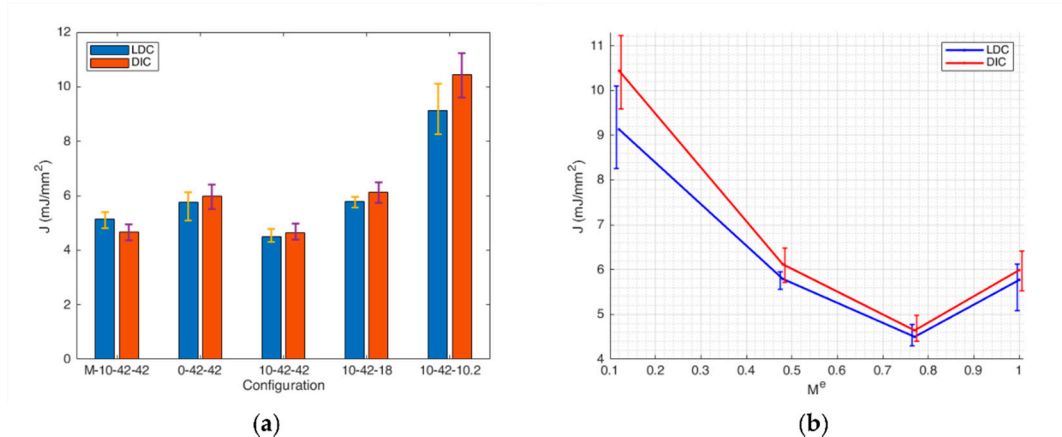 12
10
8
6
4
2
0
J (mJ/mm²)
LDC
DIC
M-10-42-42
0-42-42
10-42-42
10-42-18
10-42-10.2
Configuration
(a)
11
10
9
8
7
6
5
4
J (mJ/mm²)
LDC
DIC
0.1
0.2
0.3
0.4
0.5
0.6
0.7
0.8
0.9
1
Mᵉ
(b)